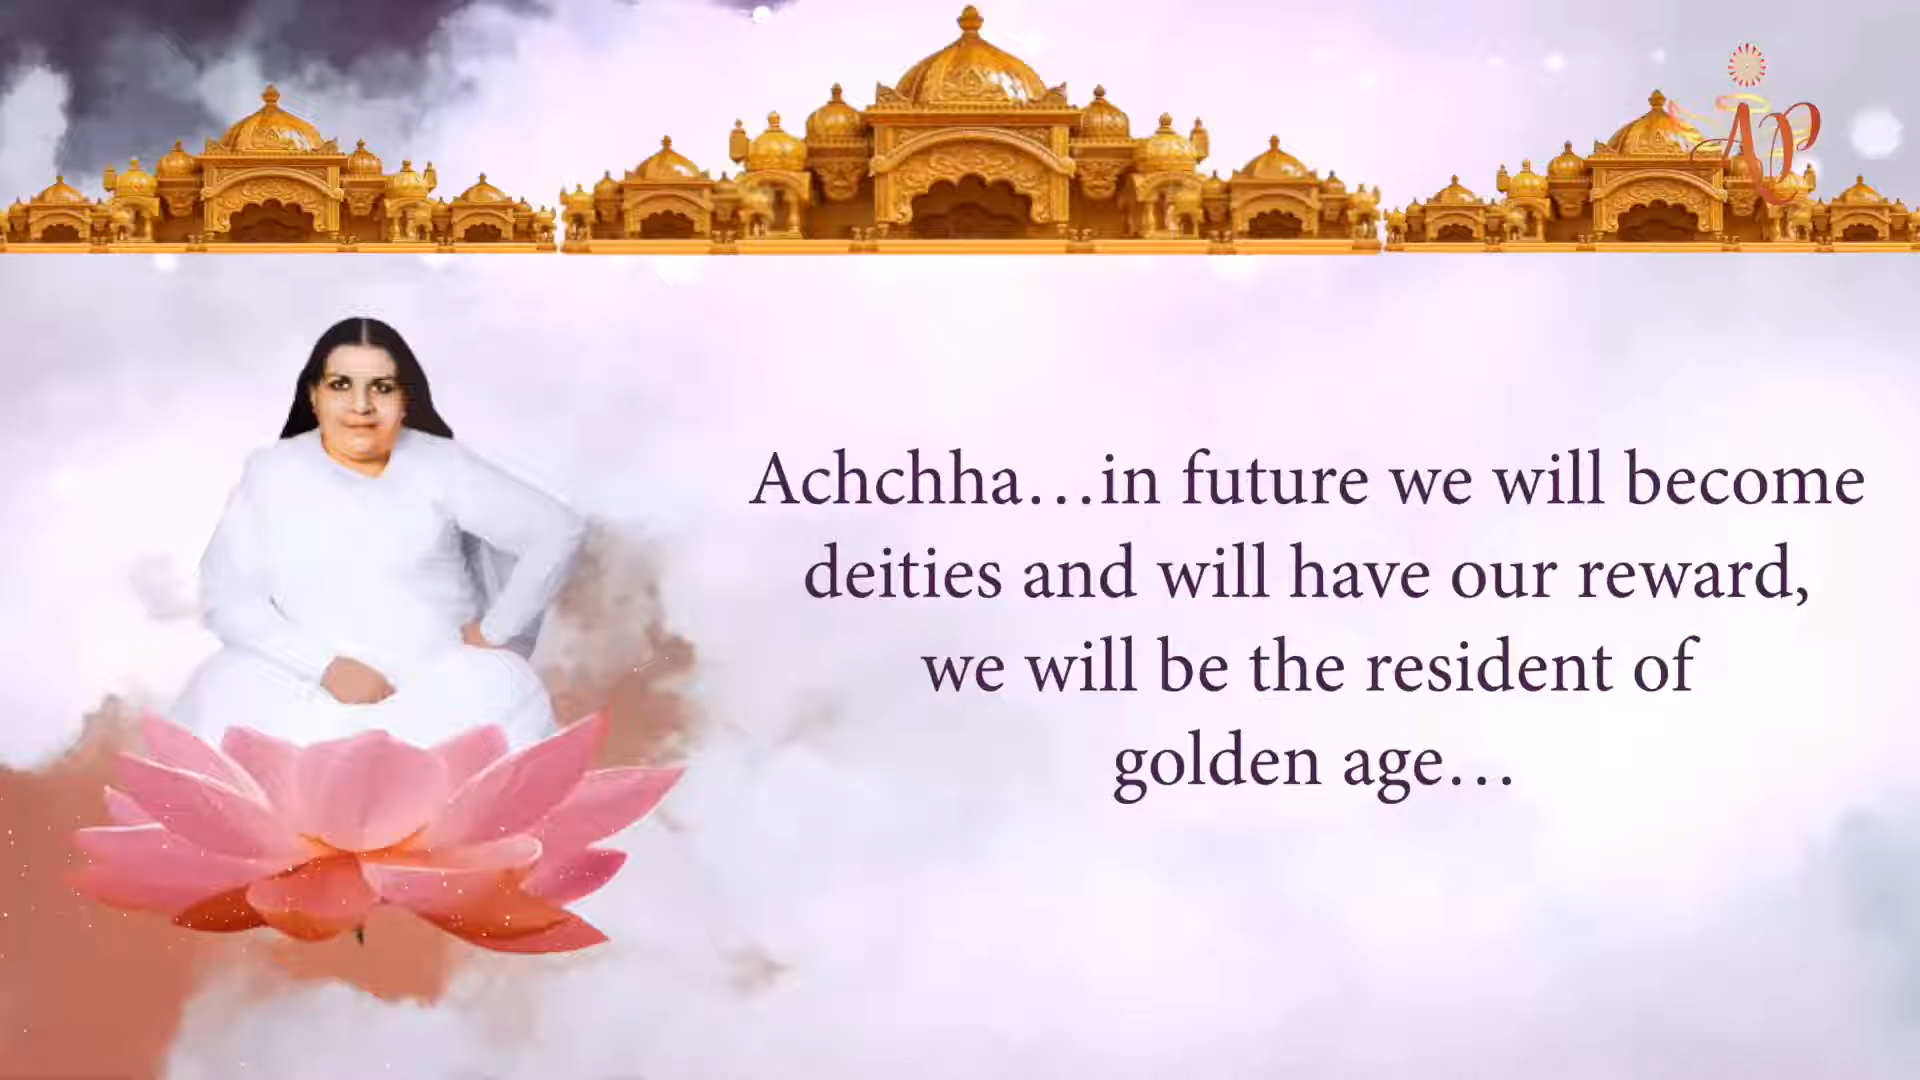 AP
Achchha…in future we will become
deities and will have our reward,
we will be the resident of
golden age…